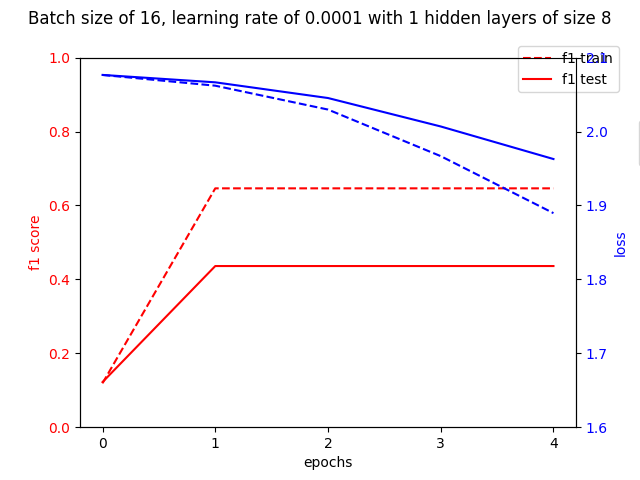 Batch size of 16, learning rate of 0.0001 with 1 hidden layers of size 8
f1 train
f1 test
1.0
0.8
0.6
0.4
0.2
0.0
f1 score
2.1
2.0
1.9
1.8
1.7
1.6
loss
0 1 2 3 4
epochs